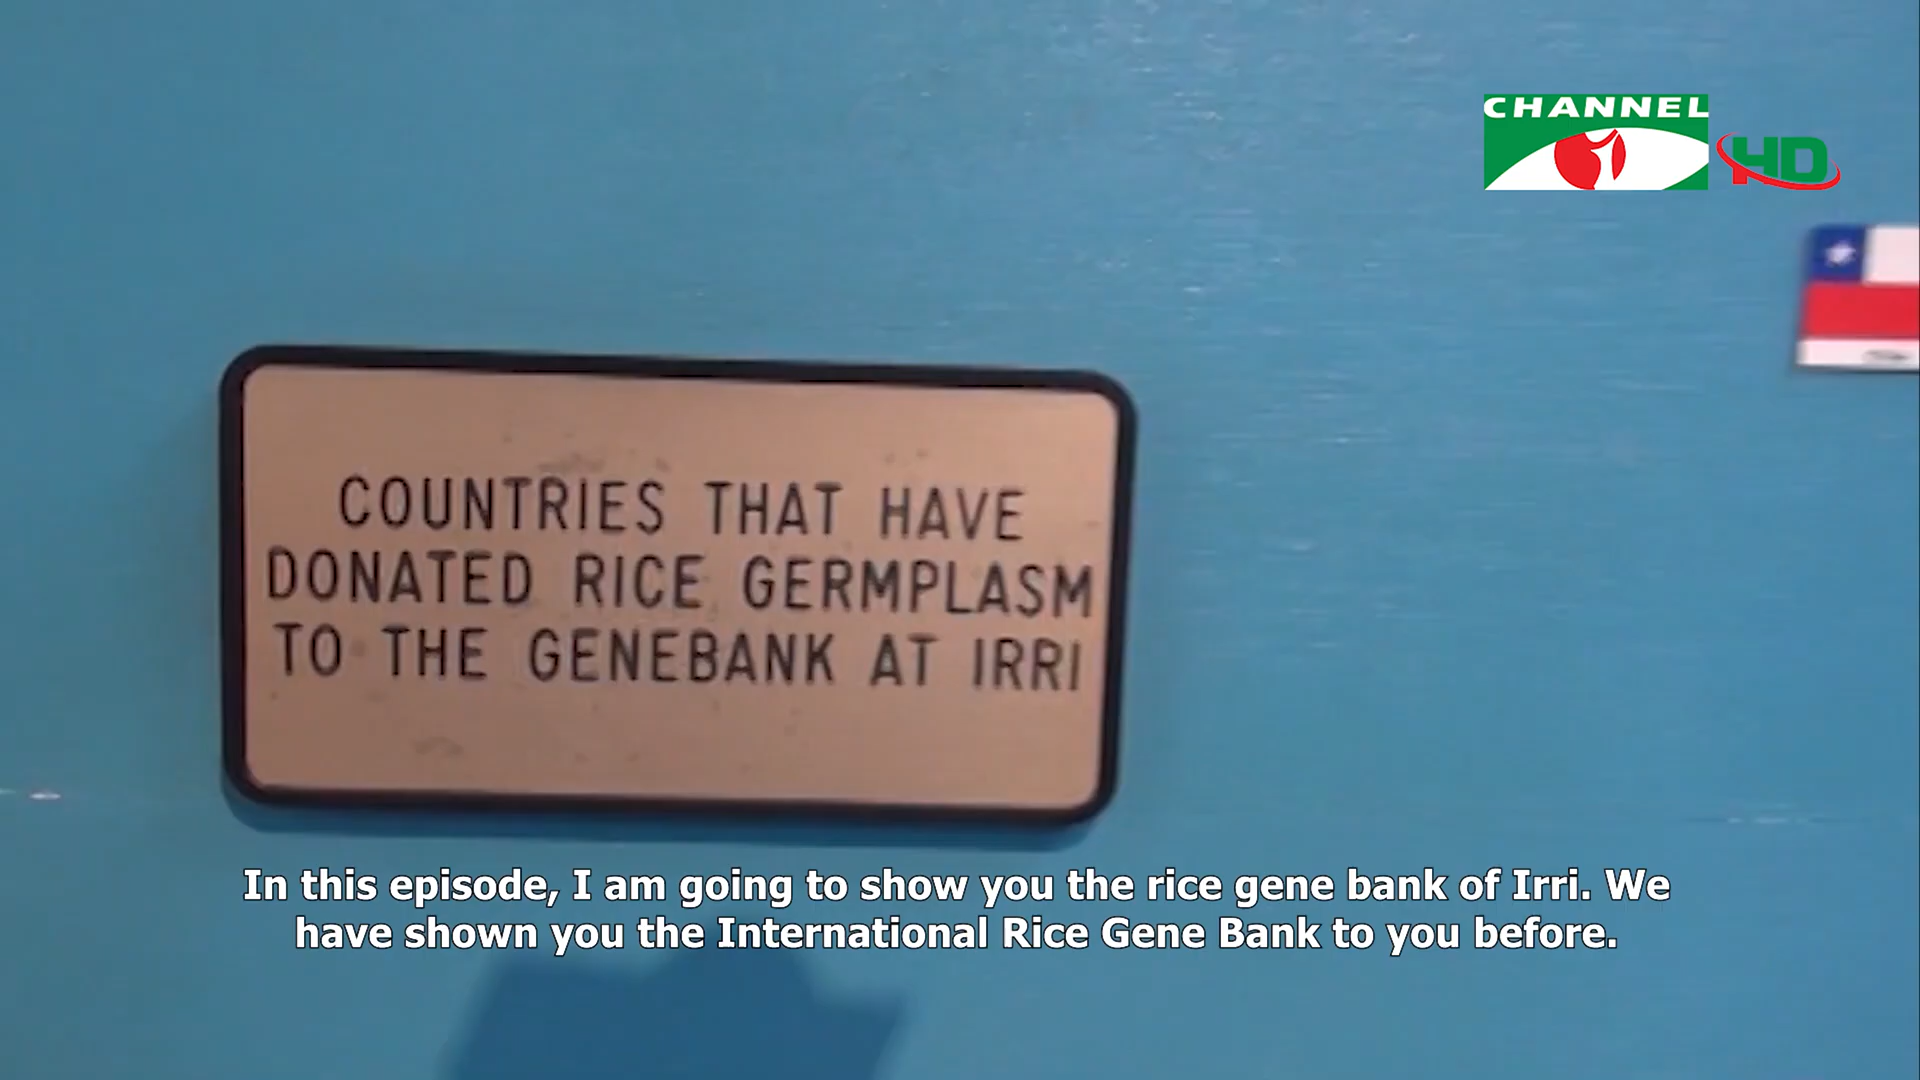 CHANNEL
i
HD
COUNTRIES THAT HAVE
DONATED RICE GERMPLASM
TO THE GENEBANK AT IRRI
In this episode, I am going to show you the rice gene bank of Irri. We
have shown you the International Rice Gene Bank to you before.